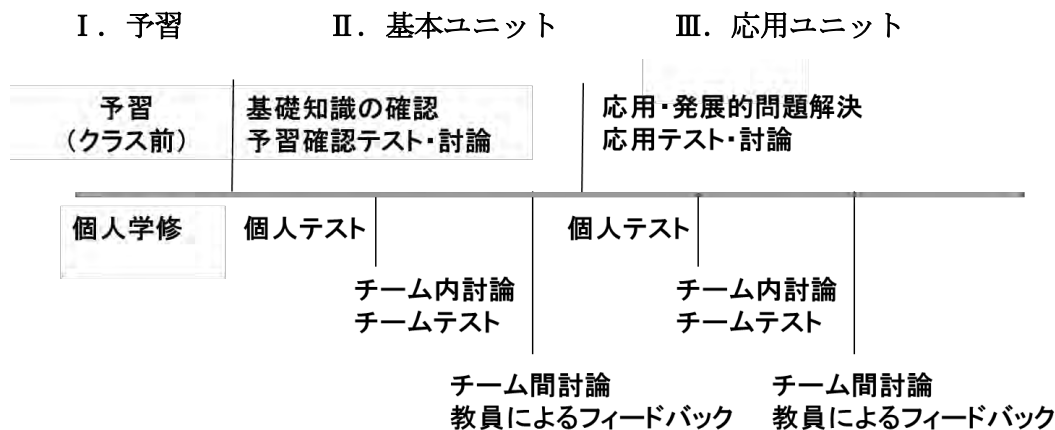 Ⅰ．予習
Ⅱ．基本ユニット
Ⅲ．応用ユニット
予習
（クラス前）
基礎知識の確認
予習確認テスト・討論
応用・発展的問題解決
応用テスト・討論
個人学修
個人テスト
個人テスト
チーム内討論
チームテスト
チーム内討論
チームテスト
チーム間討論
教員によるフィードバック
チーム間討論
教員によるフィードバック